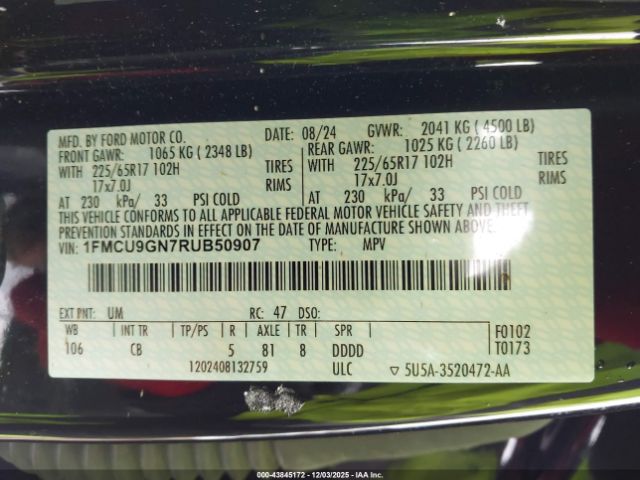 MFD. BY FORD MOTOR CO. DATE: 08/24 GVWR: 2041 KG ( 4500 LB)
FRONT GAWR: 1065 KG ( 2348 LB) REAR GAWR: 1025 KG ( 2260 LB)
WITH 225/65R17 102H TIRES WITH 225/65R17 102H TIRES
17x7.0J RIMS 17x7.0J RIMS
AT 230 kPa/ 33 PSI COLD AT 230 kPa/ 33 PSI COLD
THIS VEHICLE CONFORMS TO ALL APPLICABLE FEDERAL MOTOR VEHICLE SAFETY AND THEFT
PREVENTION STANDARDS IN EFFECT ON THE DATE OF MANUFACTURE SHOWN ABOVE.
VIN: 1FMCU9GN7RUB50907 TYPE: MPV
EXT PNT: UM RC: 47 DSO:
WB INT TR TP/PS R AXLE TR SPR F0102
106 CB 5 81 8 DDDD T0173
1202408132759 ULC ▽ 5U5A-3520472-AA
00-43845172 - 12/03/2025 - IAA Inc.